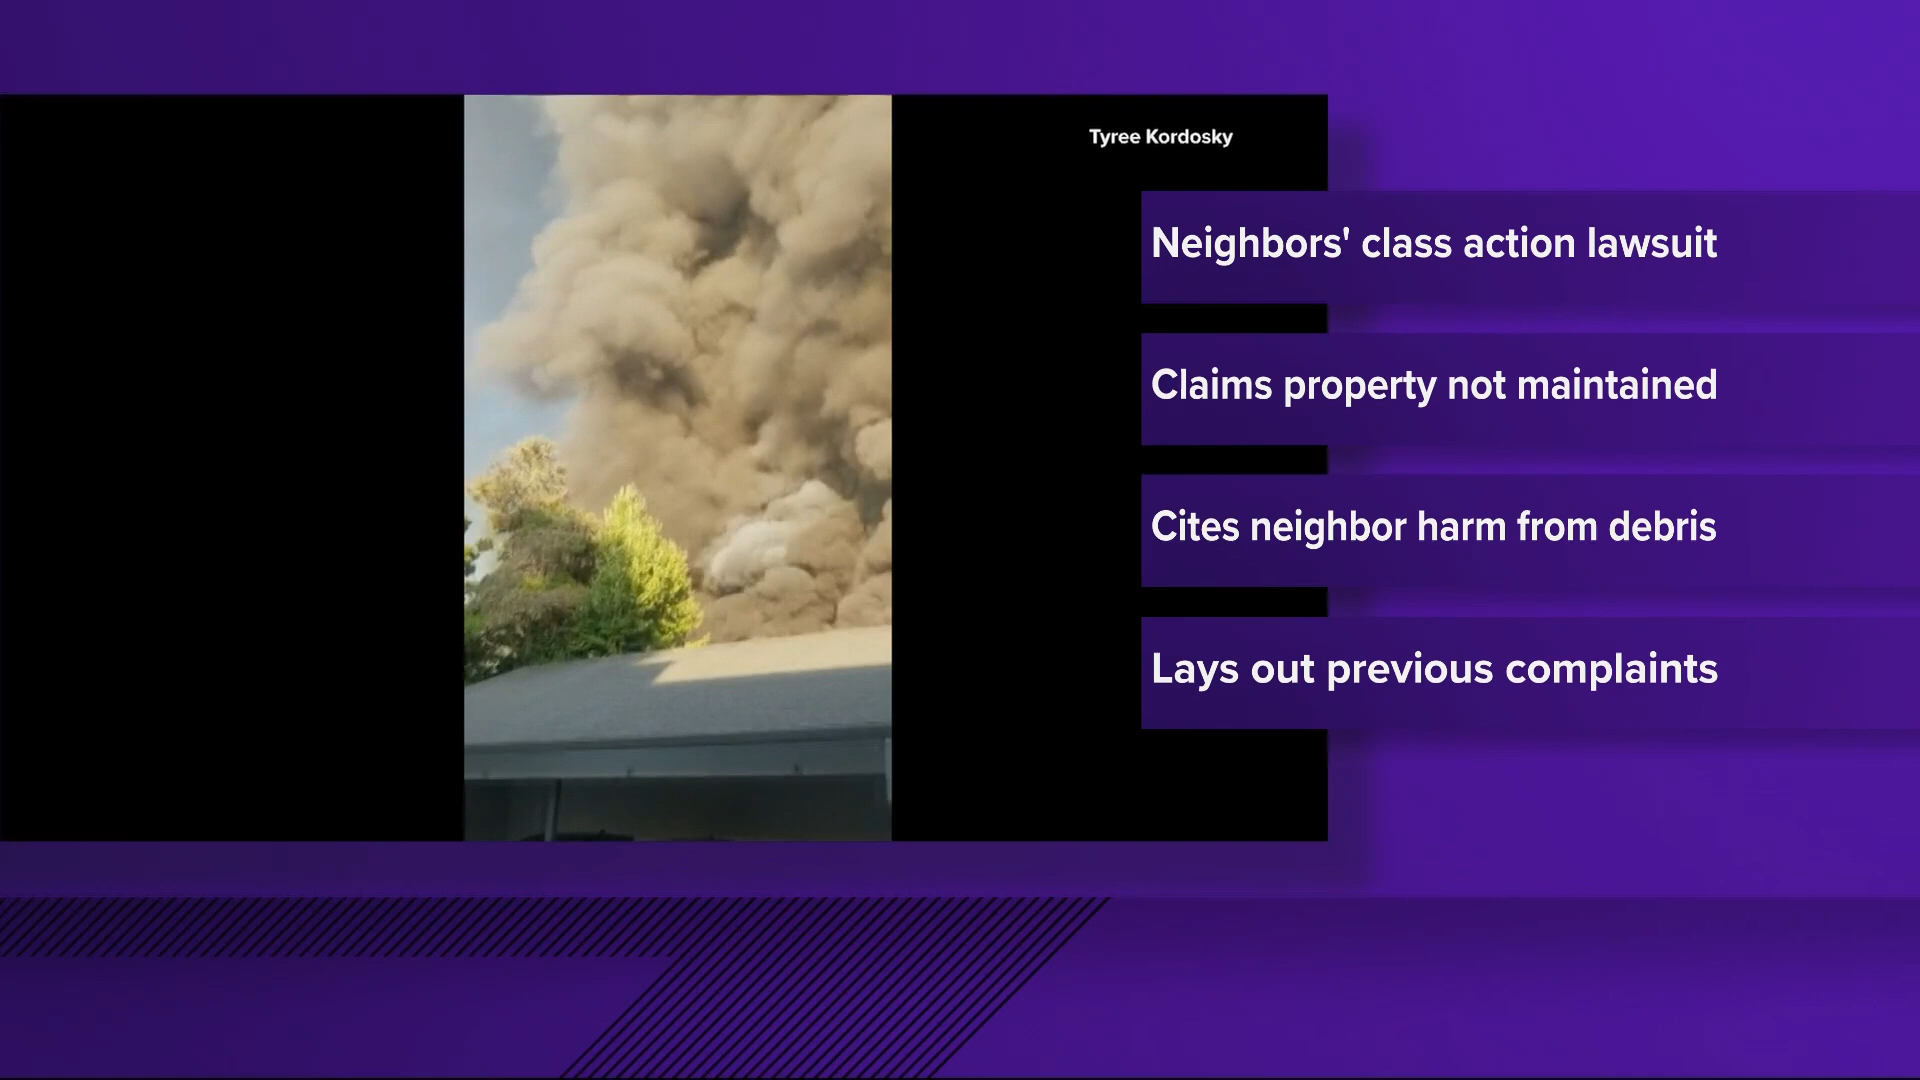 Tyree Kordosky
Neighbors' class action lawsuit
Claims property not maintained
Cites neighbor harm from debris
Lays out previous complaints